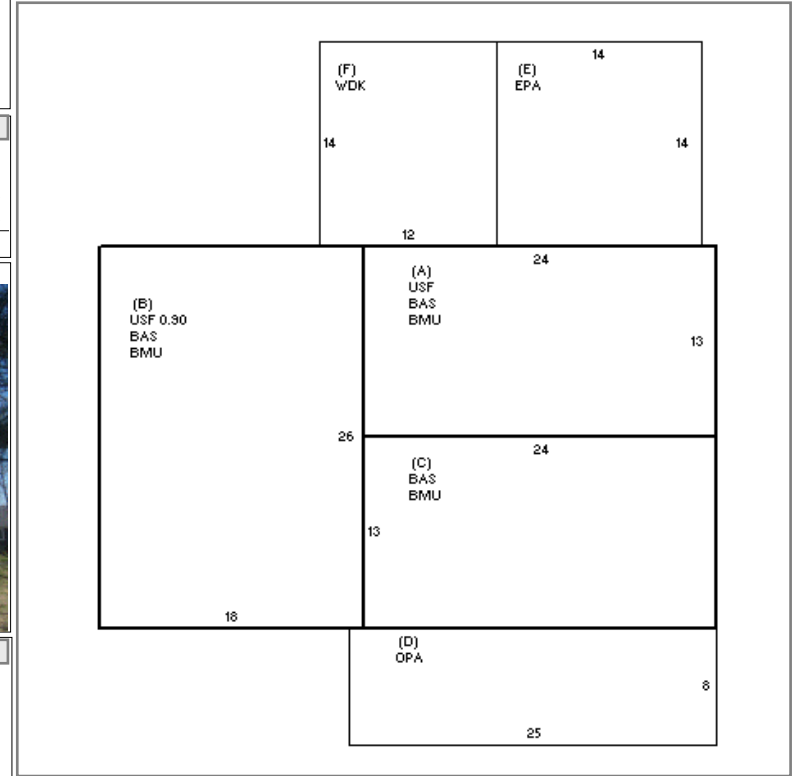 14
(F)
WDK
(E)
EPA
14
14
12
24
(A)
USF
BAS
BMU
(B)
USF 0.90
BAS
BMU
13
26
24
(C)
BAS
BMU
13
18
(D)
OPA
8
25